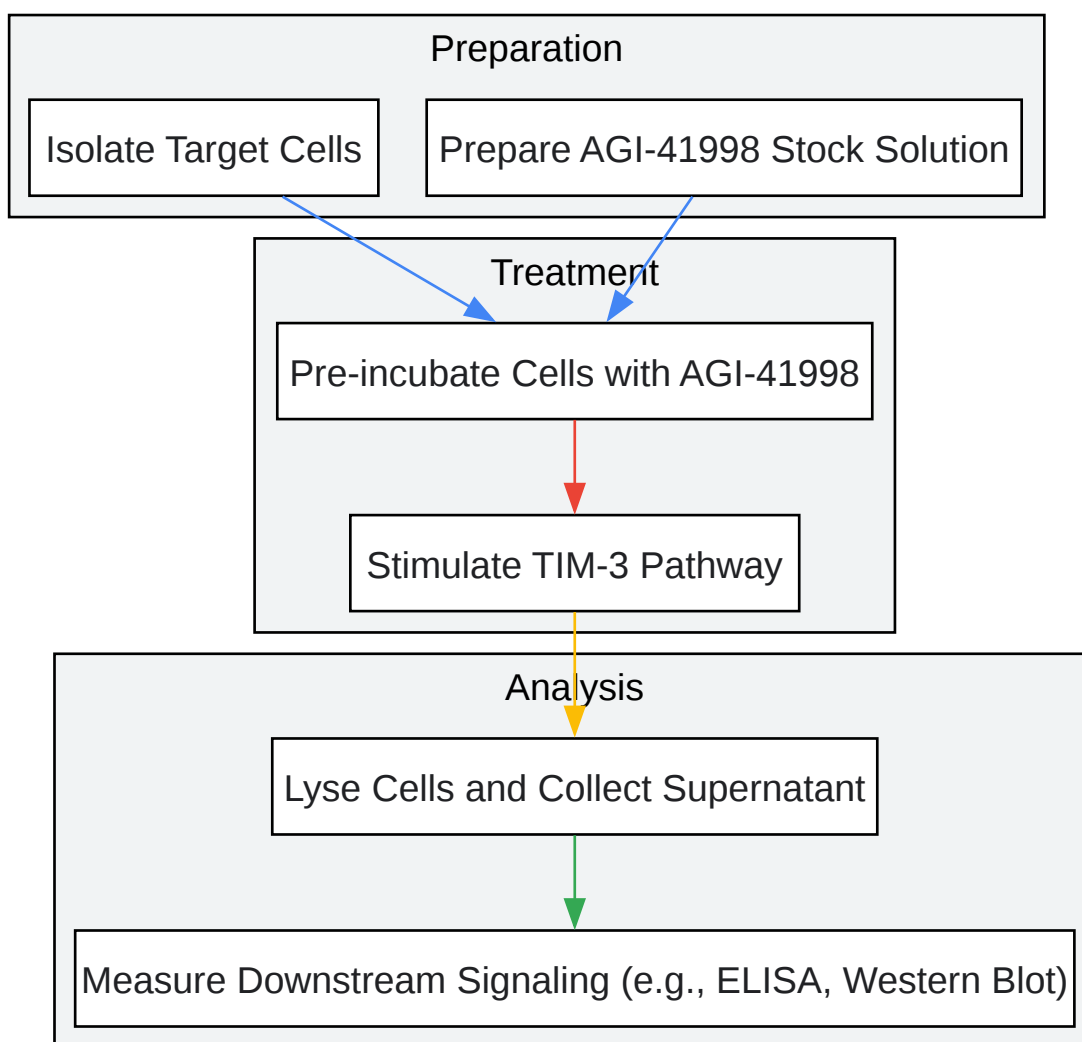 Preparation
Isolate Target Cells
Prepare AGI-41998 Stock Solution
Treatment
Pre-incubate Cells with AGI-41998
Stimulate TIM-3 Pathway
Analysis
Lyse Cells and Collect Supernatant
Measure Downstream Signaling (e.g., ELISA, Western Blot)